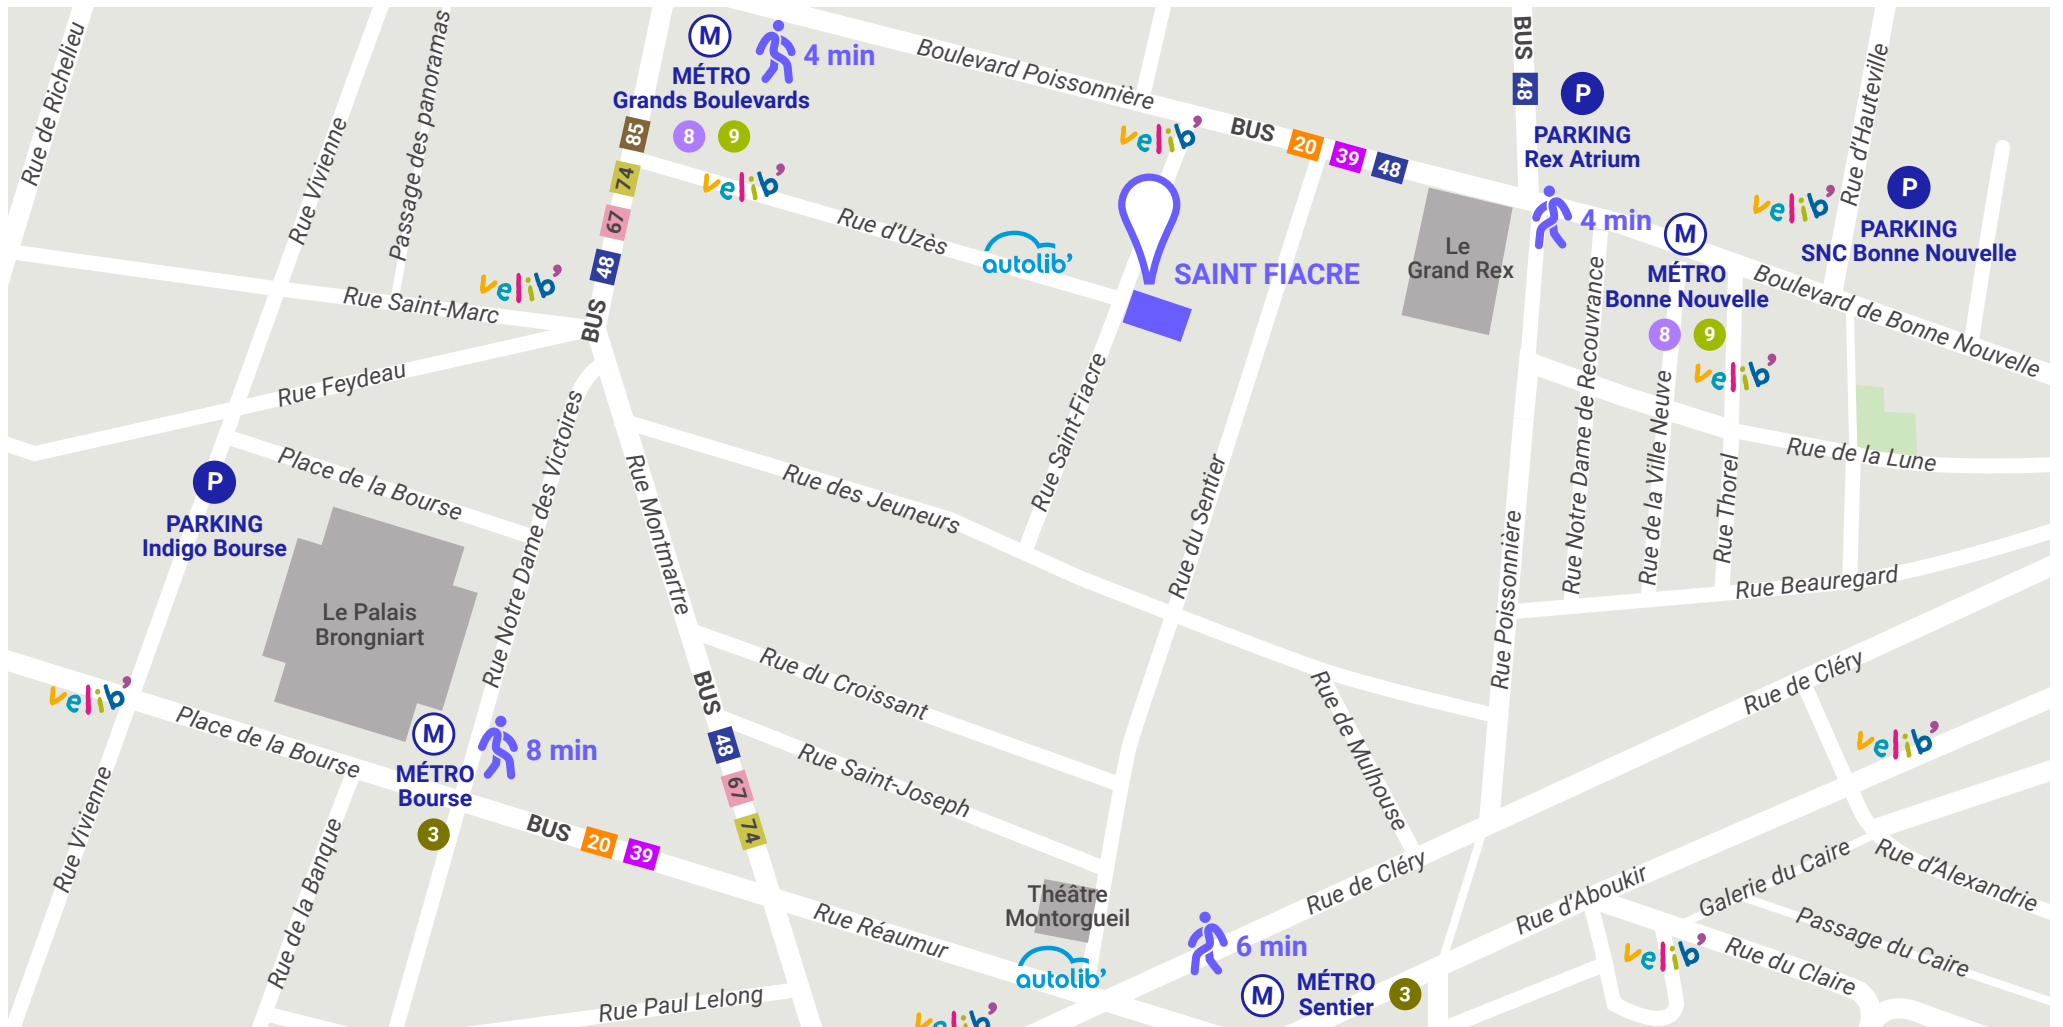 Rue de Richelieu
Rue Vivienne
Passage des panoramas
M
MÉTRO
Grands Boulevards
8 9
4 min
85
74
67
48
BUS
velib'
Boulevard Poissonnière
velib'
BUS 20 39 48
BUS
48
P
PARKING
Rex Atrium
Rue d'Hauteville
velib'
P
PARKING
SNC Bonne Nouvelle
4 min
M
MÉTRO
Bonne Nouvelle
8 9
velib'
Boulevard de Bonne Nouvelle
Le
Grand Rex
Rue d'Uzès
autolib'
SAINT FIACRE
velib'
Rue Saint-Marc
Rue Feydeau
Place de la Bourse
P
PARKING
Indigo Bourse
Le Palais
Brongniart
Rue Notre Dame des Victoires
Rue Montmartre
Rue des Jeuneurs
Rue Saint-Fiacre
Rue du Sentier
Rue Poissonnière
Rue Notre Dame de Recouvrance
Rue de la Ville Neuve
Rue Thorel
Rue de la Lune
Rue Beauregard
velib'
Place de la Bourse
M
MÉTRO
Bourse
3
8 min
Rue du Croissant
BUS
48
67
74
Rue Saint-Joseph
Rue de Mulhouse
Rue de Cléry
velib'
Rue Vivienne
Rue de la Banque
BUS 20 39
Rue Réaumur
Théâtre
Montorgueil
autolib'
Rue de Cléry
Rue d'Aboukir
Galerie du Caire
Rue d'Alexandrie
Passage du Caire
Rue du Claire
velib'
6 min
M
MÉTRO
Sentier
3
Rue Paul Lelong
velib'